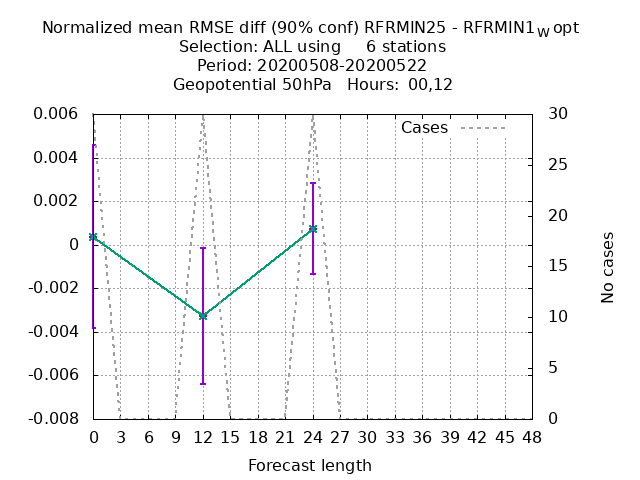 Normalized mean RMSE diff (90% conf) RFRMIN25 - RFRMIN1w opt
Selection: ALL using 6 stations
Period: 20200508-20200522
Geopotential 50hPa Hours: 00,12
Cases
0.006
0.004
0.002
0
-0.002
-0.004
-0.006
-0.008
30
25
20
15
10
5
0
No cases
0 3 6 9 12 15 18 21 24 27 30 33 36 39 42 45 48
Forecast length